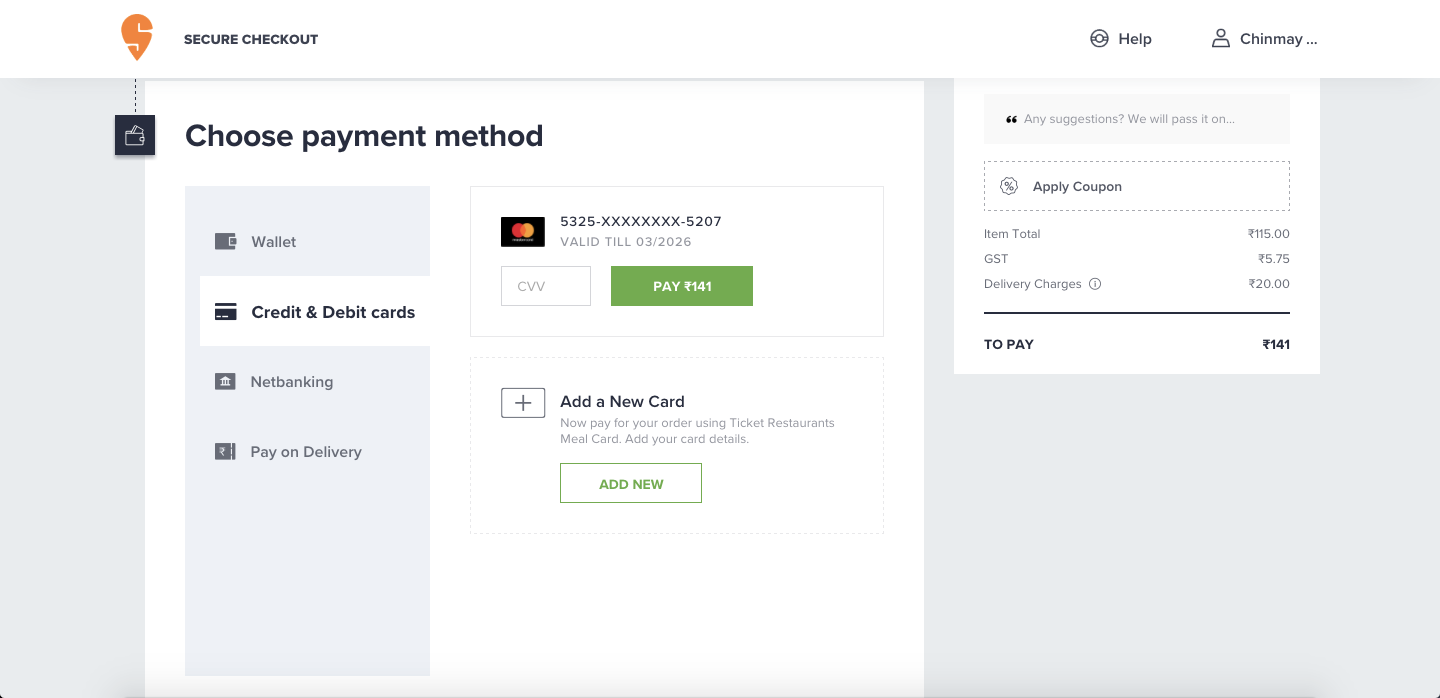 SECURE CHECKOUT
Help
Chinmay ...
Choose payment method
Wallet
Credit & Debit cards
Netbanking
Pay on Delivery
5325-XXXXXXXX-5207
VALID TILL 03/2026
CVV
PAY ₹141
Add a New Card
Now pay for your order using Ticket Restaurants
Meal Card. Add your card details.
ADD NEW
❝ Any suggestions? We will pass it on...
Apply Coupon
Item Total ₹115.00
GST ₹5.75
Delivery Charges ₹20.00
TO PAY ₹141